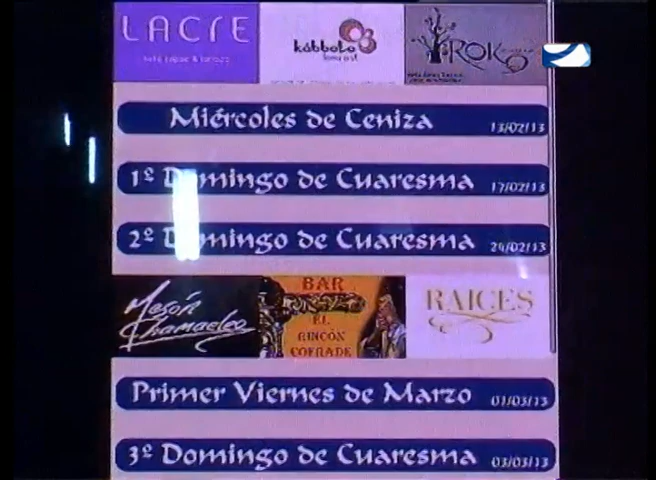 LACRE
kábbole
ROKO
Miércoles de Ceniza 13/02/13
1º Domingo de Cuaresma 17/02/13
2º Domingo de Cuaresma 24/02/13
Mesón
Chamaeleo
BAR
EL
RINCÓN
COFRADE
RAICES
Primer Viernes de Marzo 01/03/13
3º Domingo de Cuaresma 03/03/13